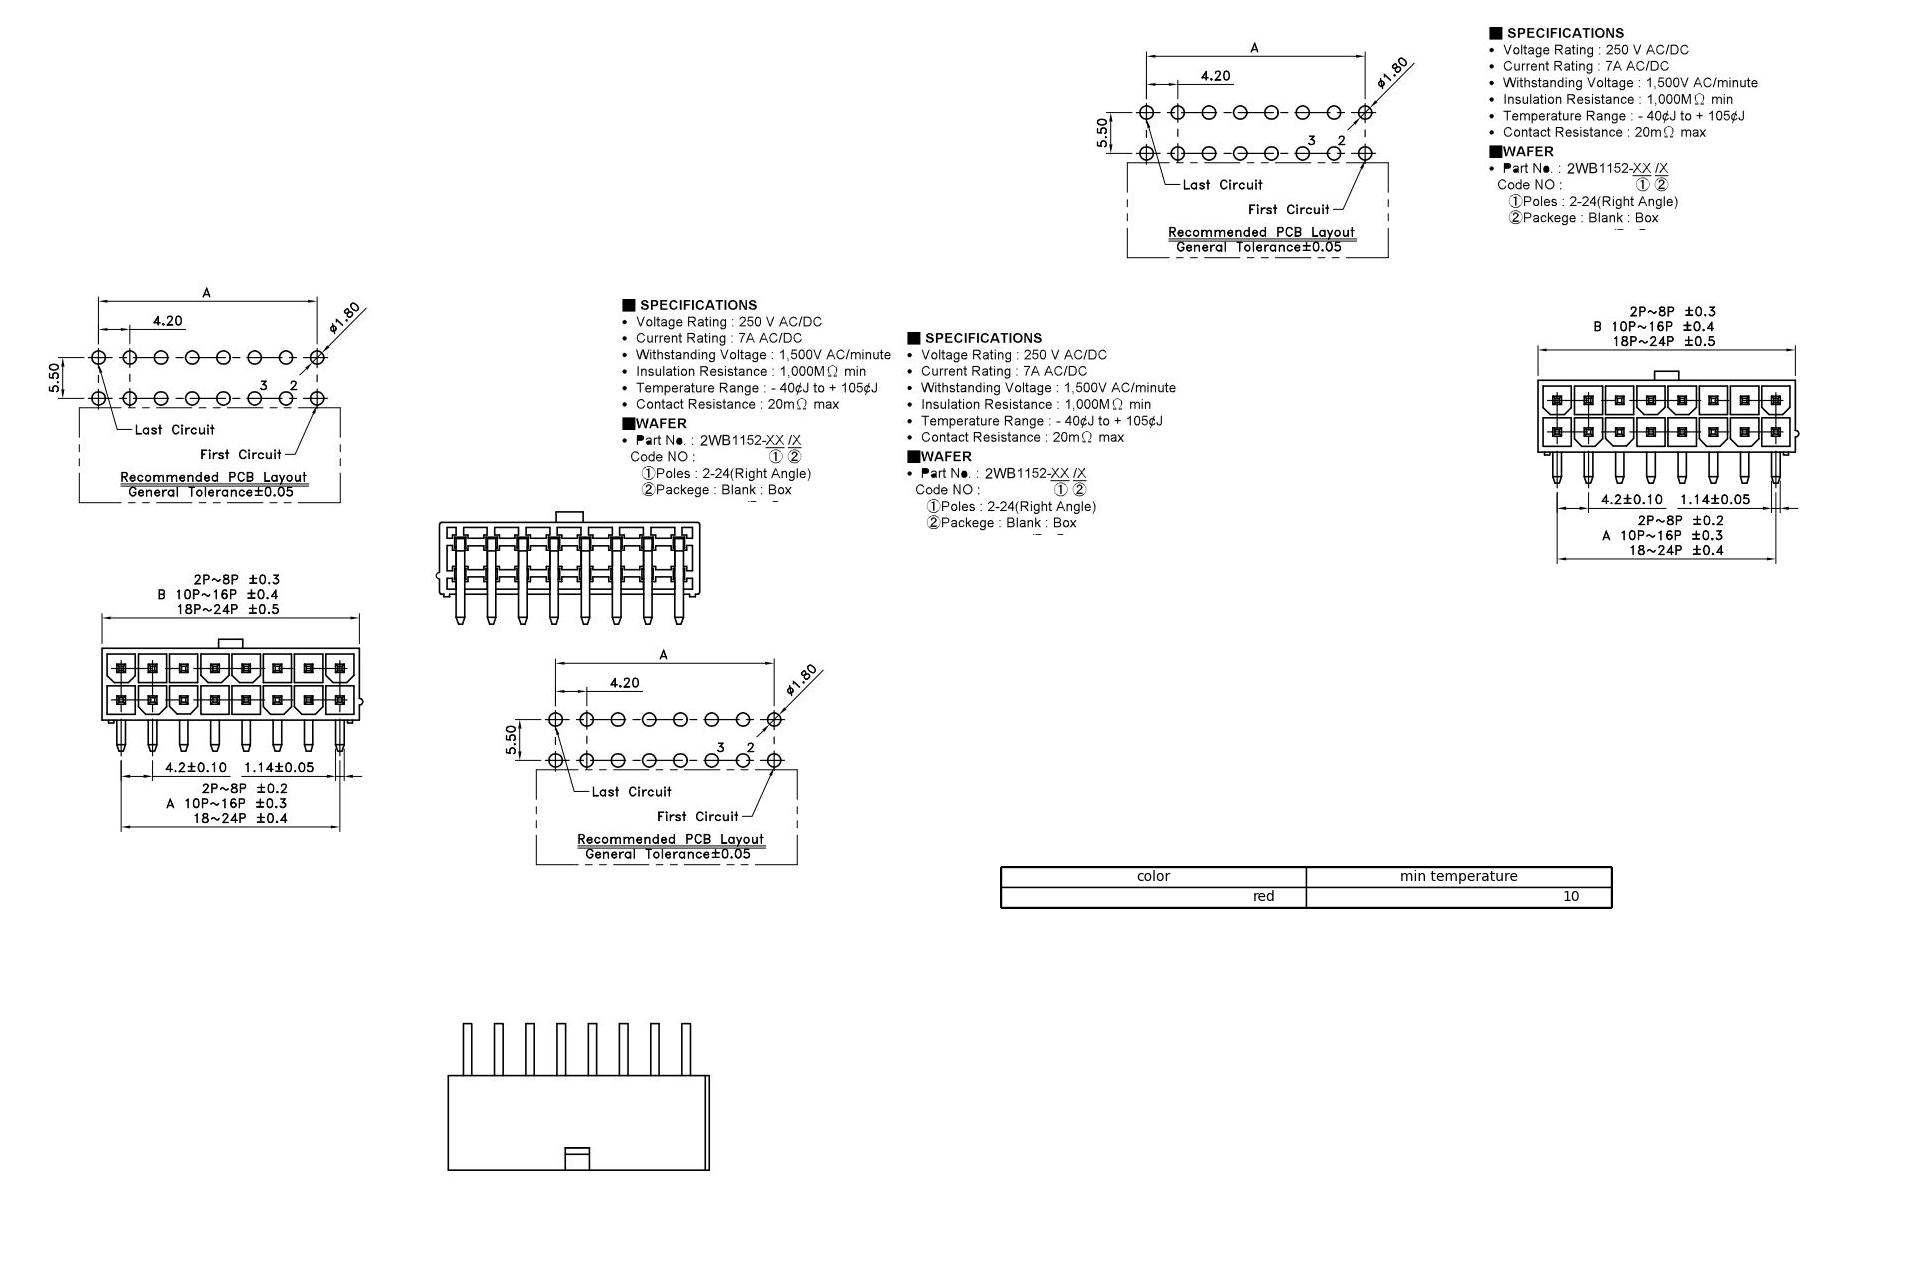 A
4.20
ø1.80
5.50
3 2
Last Circuit
First Circuit
Recommended PCB Layout
General Tolerance±0.05
■ SPECIFICATIONS
• Voltage Rating : 250 V AC/DC
• Current Rating : 7A AC/DC
• Withstanding Voltage : 1,500V AC/minute
• Insulation Resistance : 1,000MΩ min
• Temperature Range : - 40¢J to + 105¢J
• Contact Resistance : 20mΩ max
■WAFER
• Part No. : 2WB1152-XX /X
Code NO : ① ②
①Poles : 2-24(Right Angle)
②Packege : Blank : Box
A
4.20
ø1.80
5.50
3 2
Last Circuit
First Circuit
Recommended PCB Layout
General Tolerance±0.05
■ SPECIFICATIONS
• Voltage Rating : 250 V AC/DC
• Current Rating : 7A AC/DC
• Withstanding Voltage : 1,500V AC/minute
• Insulation Resistance : 1,000MΩ min
• Temperature Range : - 40¢J to + 105¢J
• Contact Resistance : 20mΩ max
■WAFER
• Part No. : 2WB1152-XX /X
Code NO : ① ②
①Poles : 2-24(Right Angle)
②Packege : Blank : Box
■ SPECIFICATIONS
• Voltage Rating : 250 V AC/DC
• Current Rating : 7A AC/DC
• Withstanding Voltage : 1,500V AC/minute
• Insulation Resistance : 1,000MΩ min
• Temperature Range : - 40¢J to + 105¢J
• Contact Resistance : 20mΩ max
■WAFER
• Part No. : 2WB1152-XX /X
Code NO : ① ②
①Poles : 2-24(Right Angle)
②Packege : Blank : Box
2P~8P ±0.3
B 10P~16P ±0.4
18P~24P ±0.5
4.2±0.10 1.14±0.05
2P~8P ±0.2
A 10P~16P ±0.3
18~24P ±0.4
2P~8P ±0.3
B 10P~16P ±0.4
18P~24P ±0.5
4.2±0.10 1.14±0.05
2P~8P ±0.2
A 10P~16P ±0.3
18~24P ±0.4
A
4.20
ø1.80
5.50
3 2
Last Circuit
First Circuit
Recommended PCB Layout
General Tolerance±0.05
color min temperature
red 10